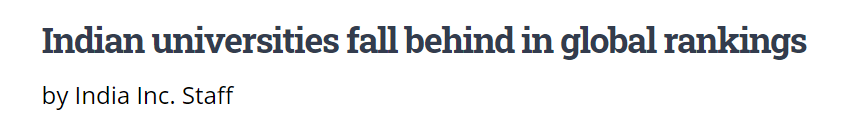 Indian universities fall behind in global rankings
by India Inc. Staff